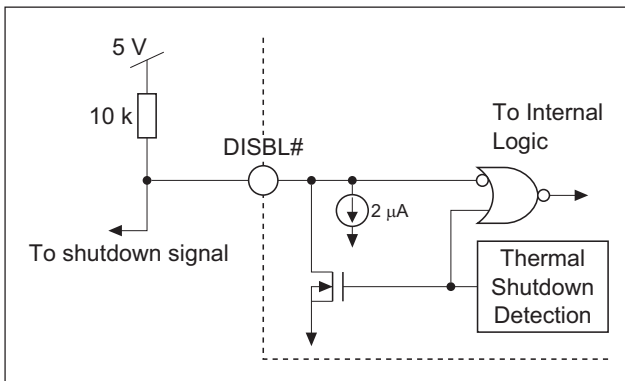 5 V
10 k
DISBL#
To Internal
Logic
2 μA
To shutdown signal
Thermal
Shutdown
Detection